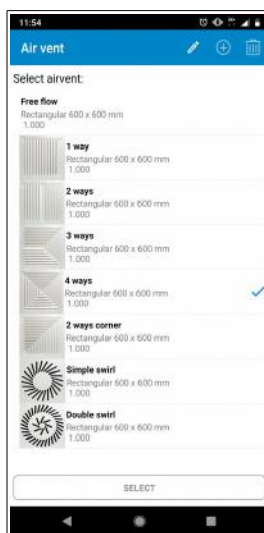 11:54
Air vent
Select airvent:
Free flow
Rectangular 600 x 600 mm
1.000
1 way
Rectangular 600 x 600 mm
1.000
2 ways
Rectangular 600 x 600 mm
1.000
3 ways
Rectangular 600 x 600 mm
1.000
4 ways
Rectangular 600 x 600 mm
1.000
2 ways corner
Rectangular 600 x 600 mm
1.000
Simple swirl
Rectangular 600 x 600 mm
1.000
Double swirl
Rectangular 600 x 600 mm
1.000
SELECT